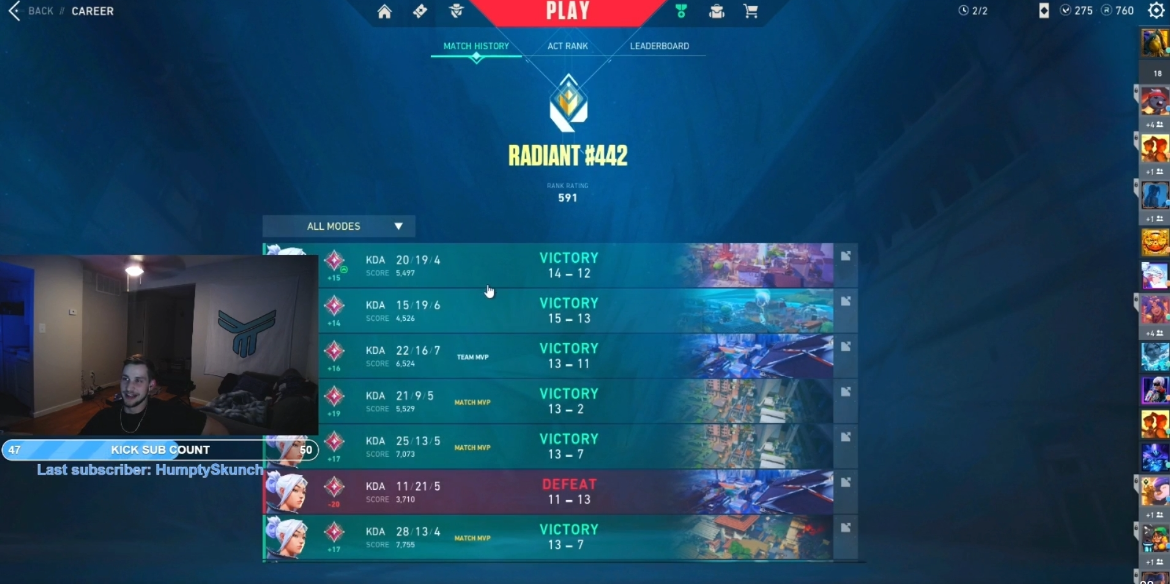 BACK // CAREER
PLAY
2/2
275
760
MATCH HISTORY
ACT RANK
LEADERBOARD
18
RADIANT #442
RANK RATING
591
ALL MODES
+15
KDA 20/19/4
SCORE 5,497
VICTORY
14 – 12
+14
KDA 15/19/6
SCORE 4,526
VICTORY
15 – 13
+16
KDA 22/16/7
SCORE 6,524
TEAM MVP
VICTORY
13 – 11
+19
KDA 21/9/5
SCORE 5,529
MATCH MVP
VICTORY
13 – 2
+17
KDA 25/13/5
SCORE 7,073
MATCH MVP
VICTORY
13 – 7
-28
KDA 11/21/5
SCORE 3,710
DEFEAT
11 – 13
+17
KDA 28/13/4
SCORE 7,755
MATCH MVP
VICTORY
13 – 7
47 KICK SUB COUNT 50
Last subscriber: HumptySkunch
+4
+1
+1
+4
+1
+1